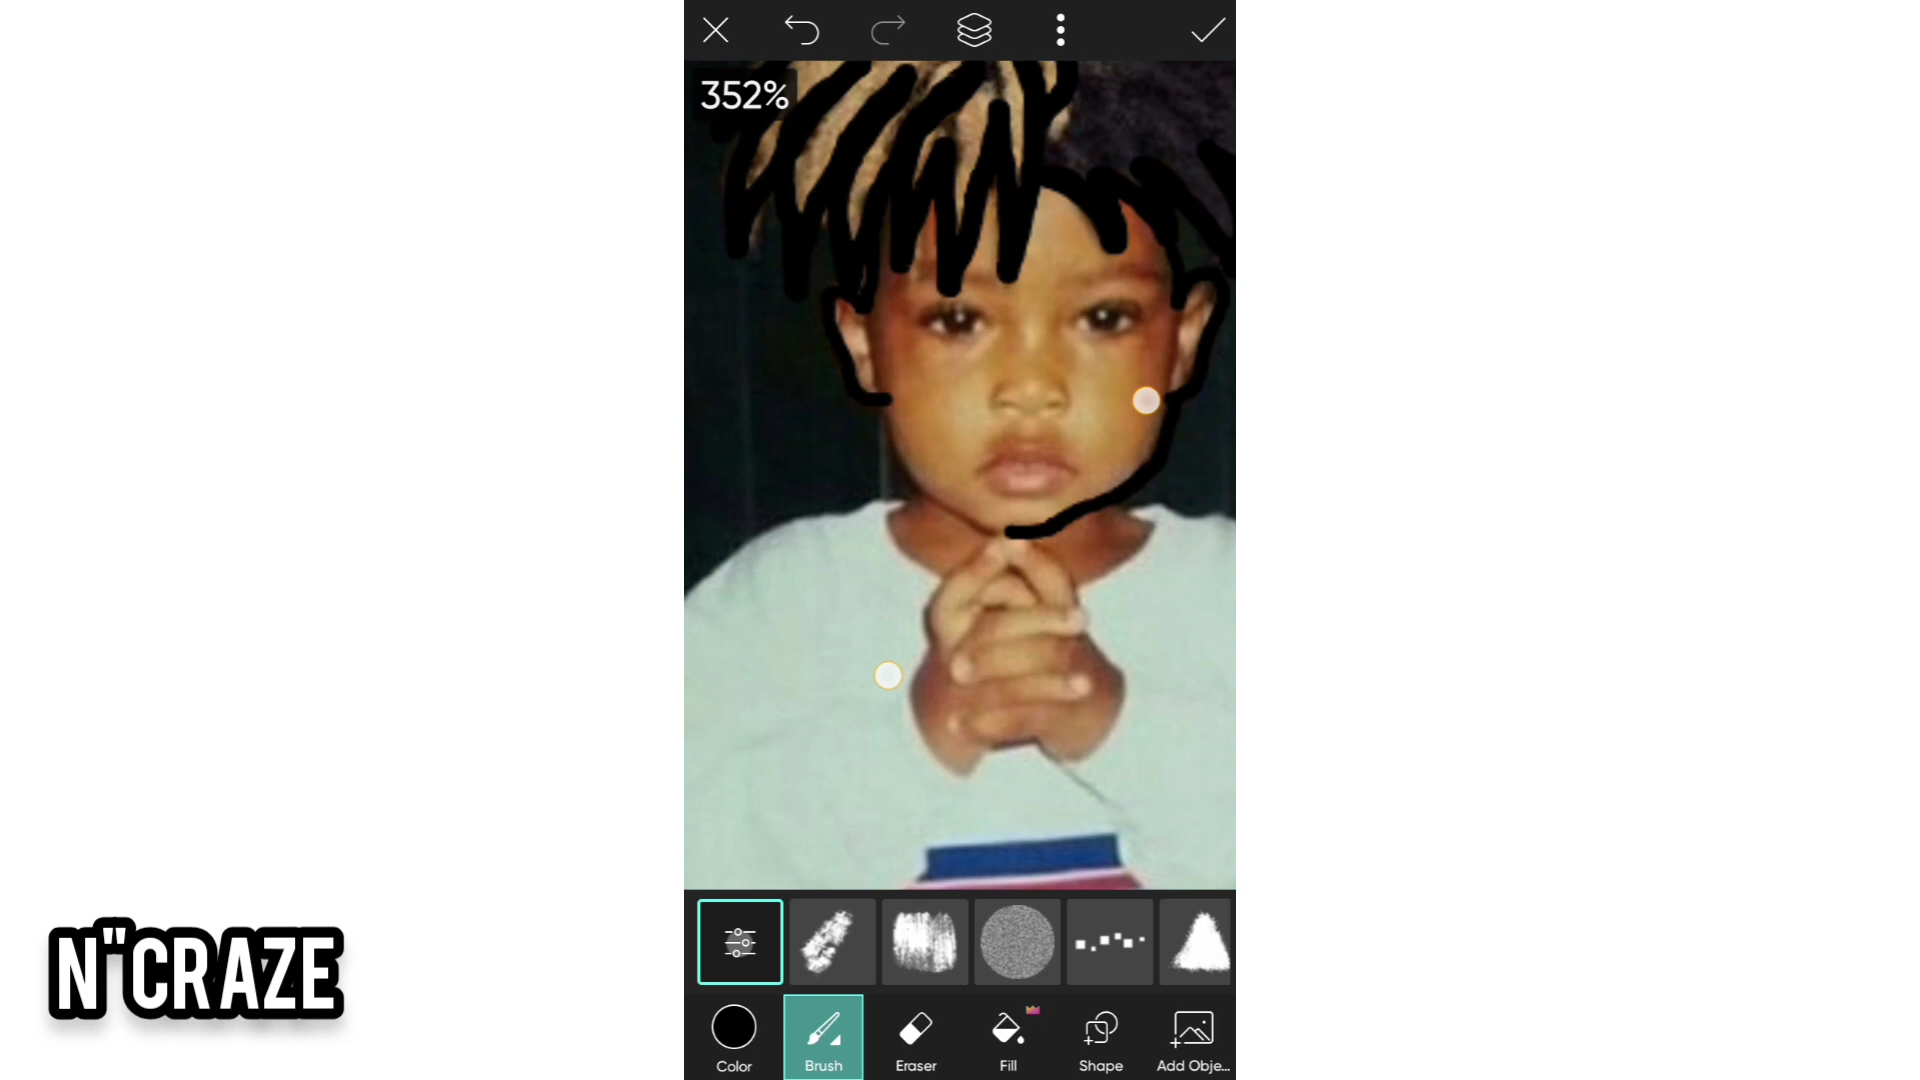 352%
N"CRAZE
Color
Brush
Eraser
Fill
Shape
Add Obje...